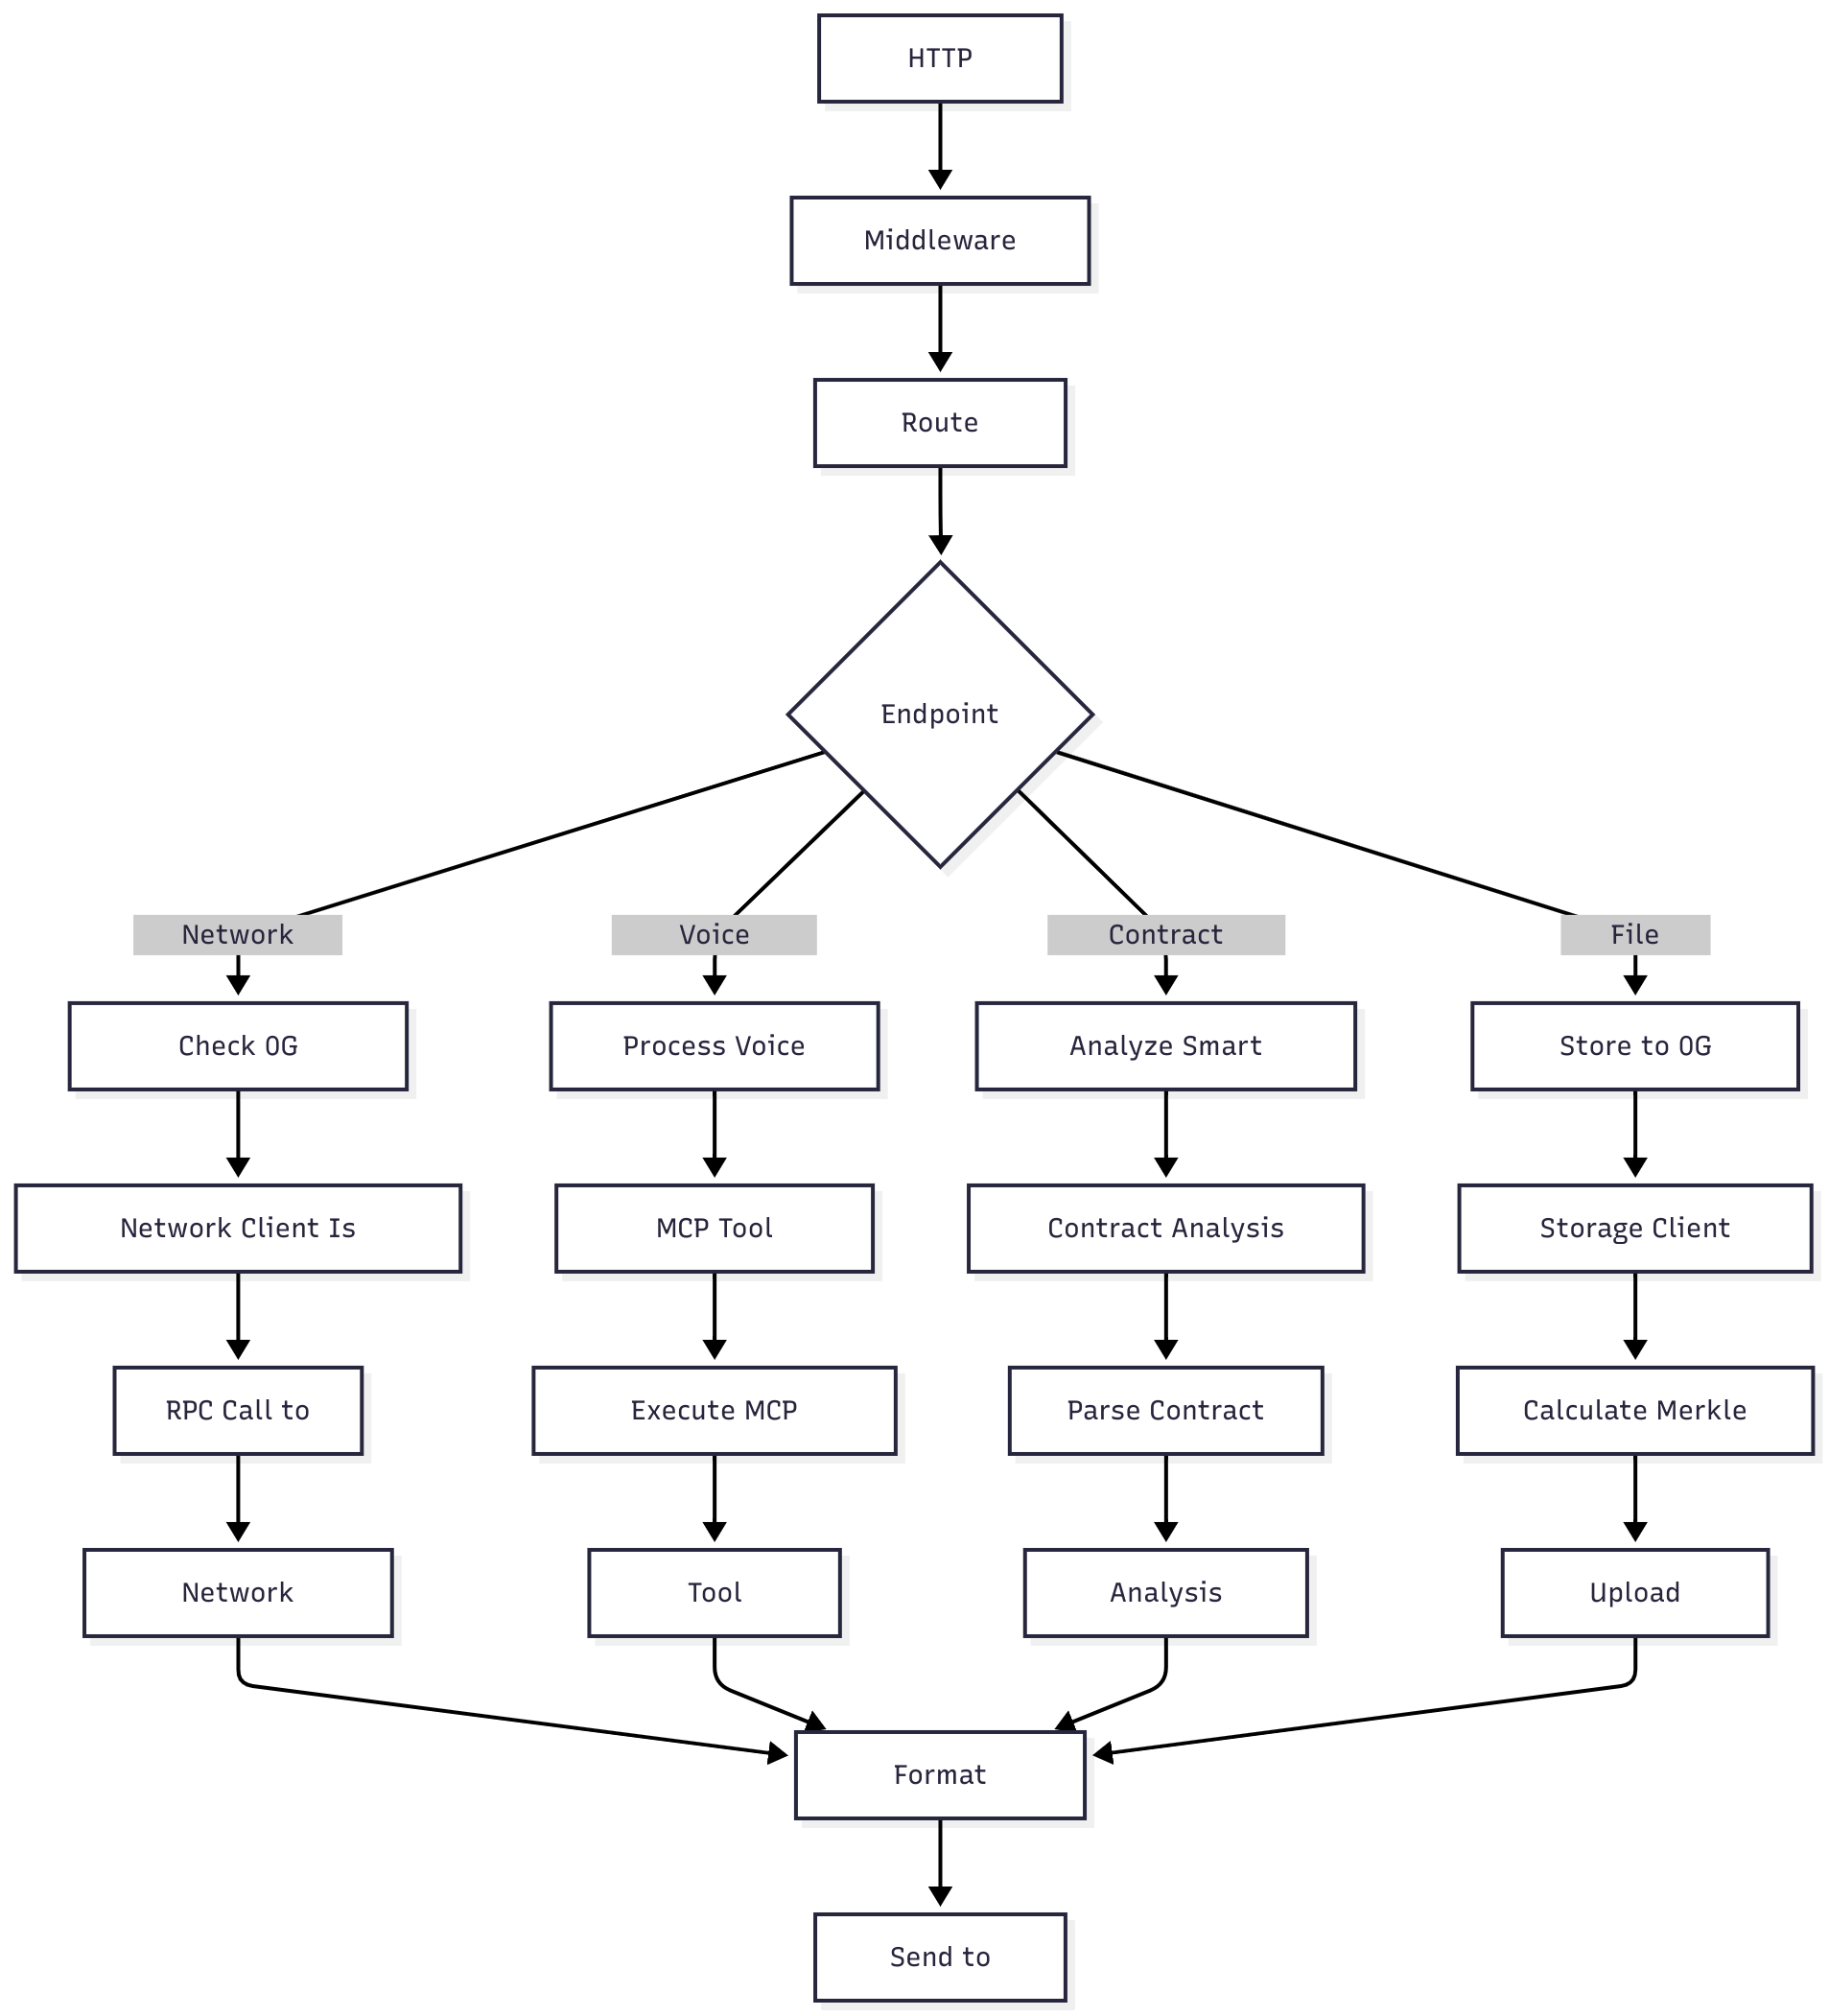 HTTP
Middleware
Route
Endpoint
Network
Voice
Contract
File
Check 0G
Process Voice
Analyze Smart
Store to 0G
Network Client Is
MCP Tool
Contract Analysis
Storage Client
RPC Call to
Execute MCP
Parse Contract
Calculate Merkle
Network
Tool
Analysis
Upload
Format
Send to